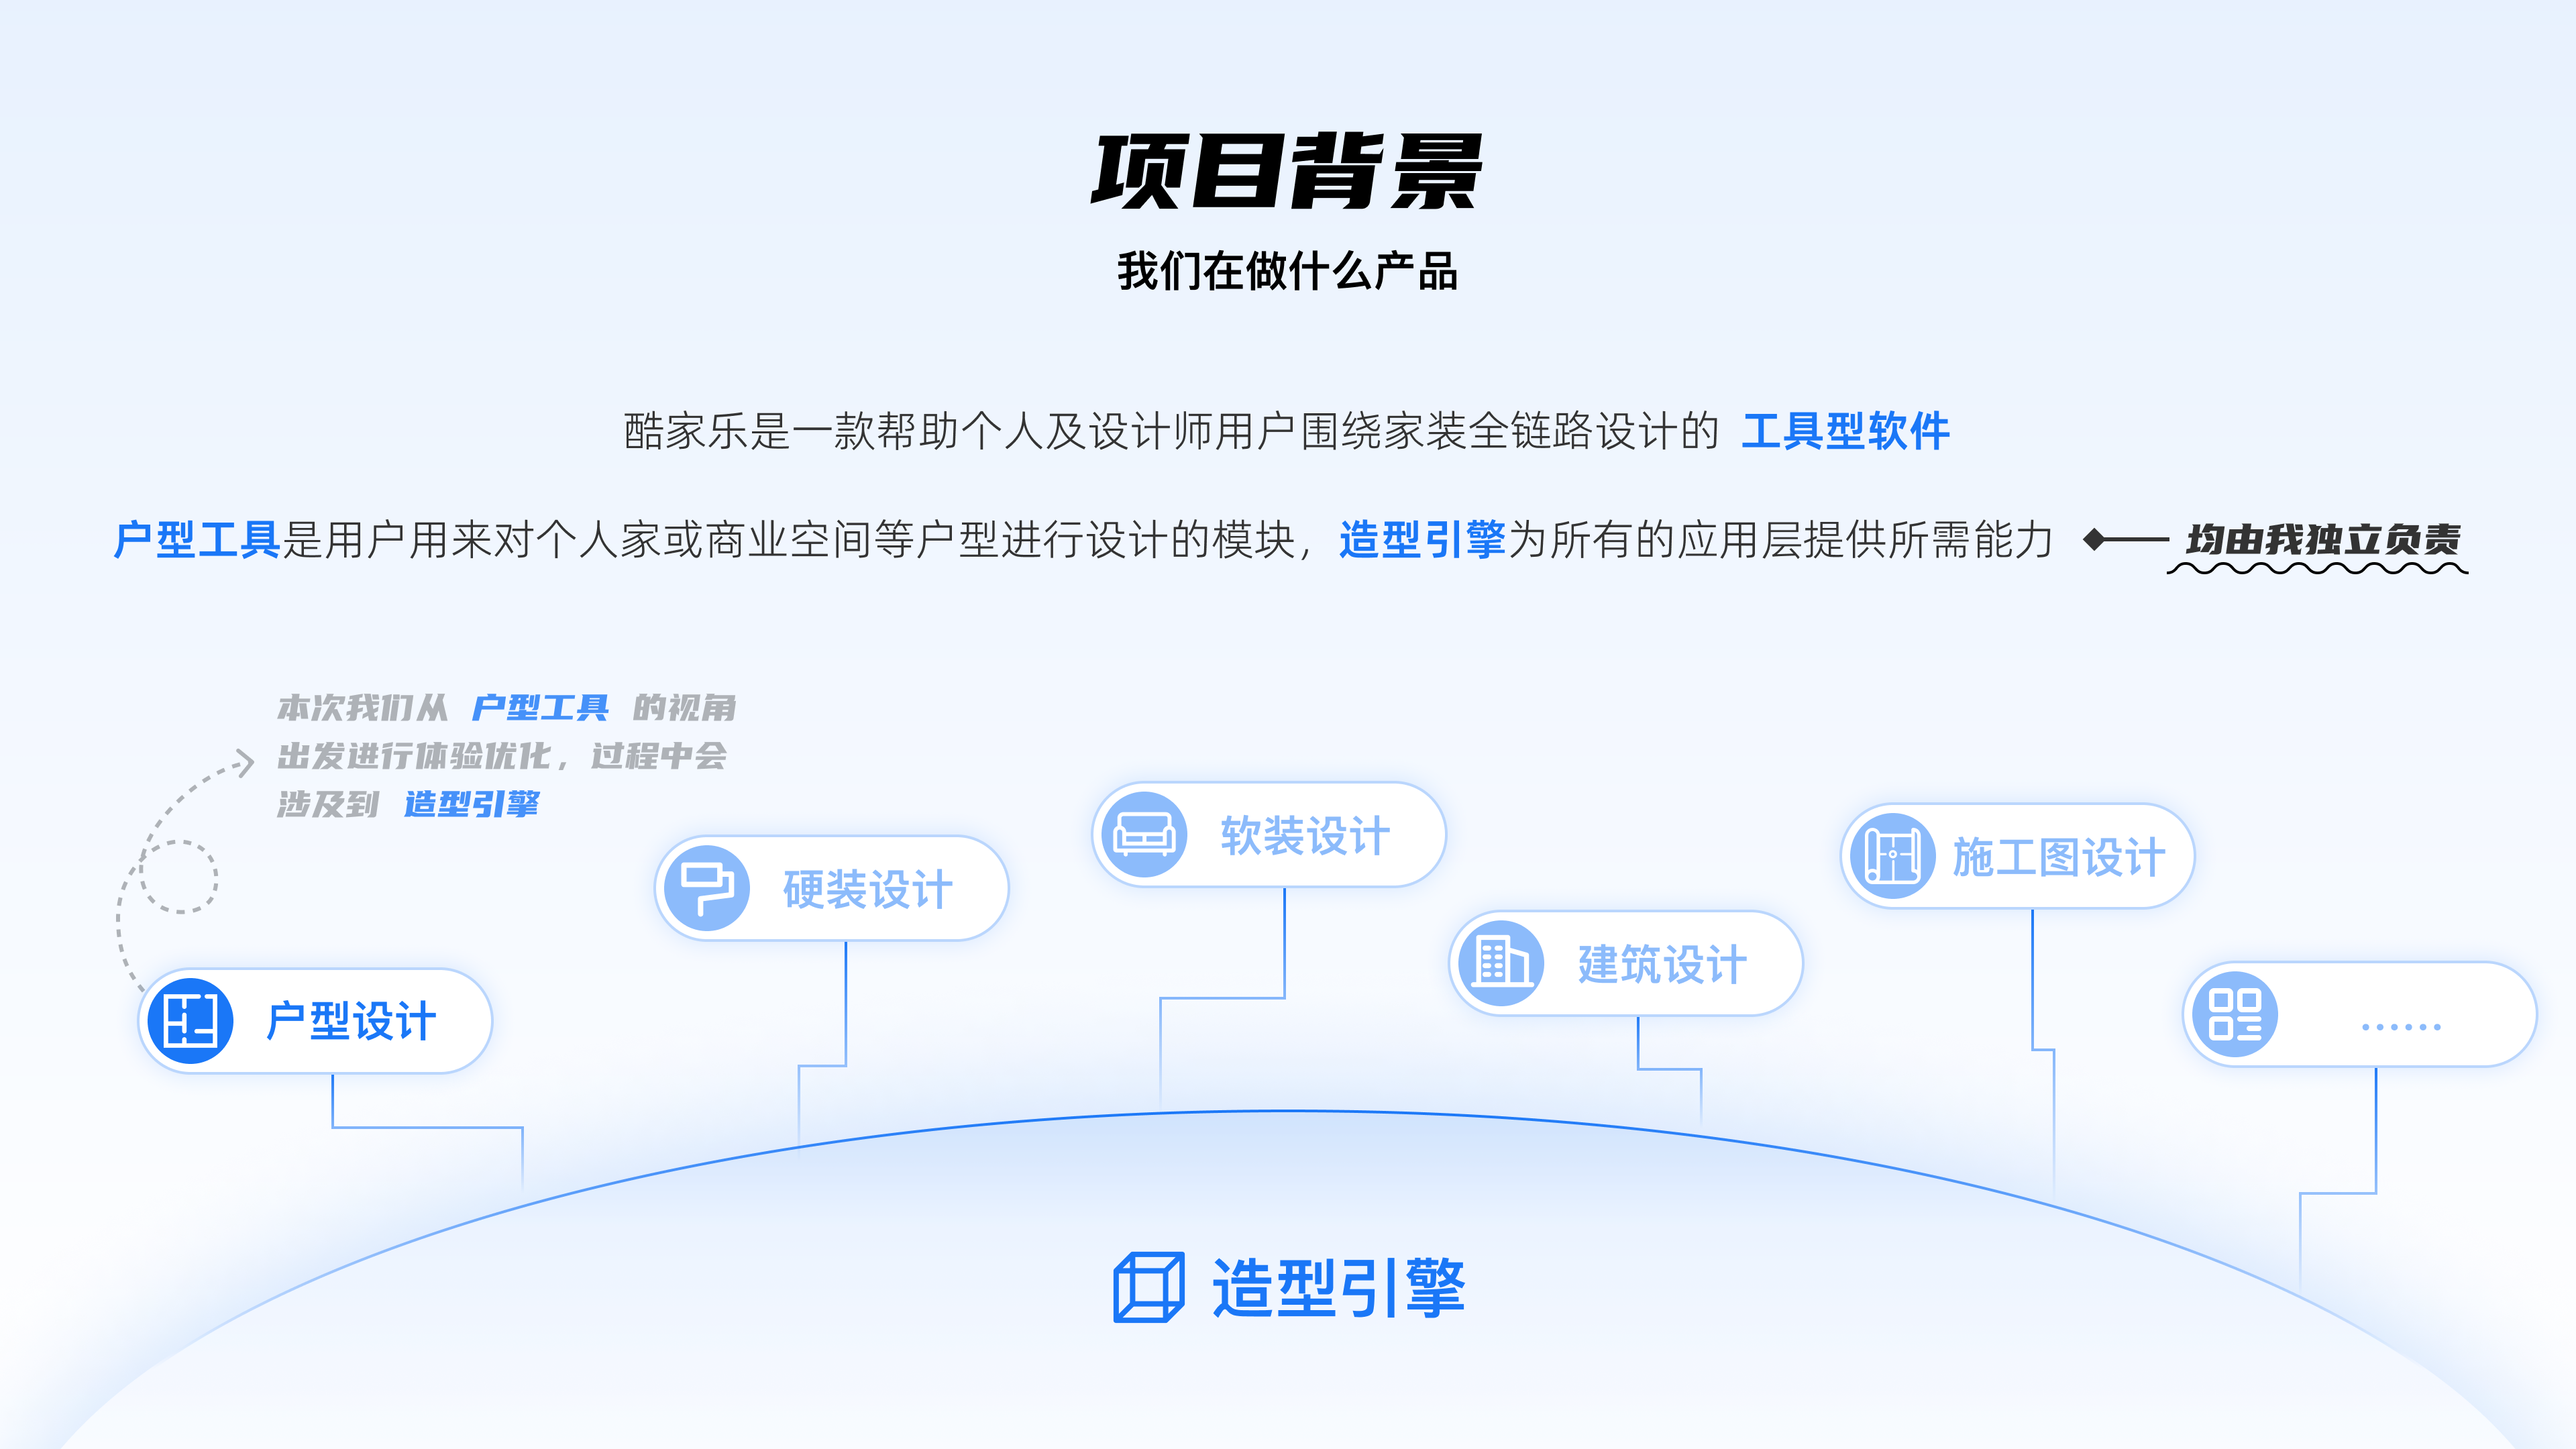 项目背景
我们在做什么产品
酷家乐是一款帮助个人及设计师用户围绕家装全链路设计的 工具型软件
户型工具是用户用来对个人家或商业空间等户型进行设计的模块，造型引擎为所有的应用层提供所需能力 均由我独立负责
本次我们从 户型工具 的视角
出发进行体验优化，过程中会
涉及到 造型引擎
户型设计
硬装设计
软装设计
建筑设计
施工图设计
……
造型引擎